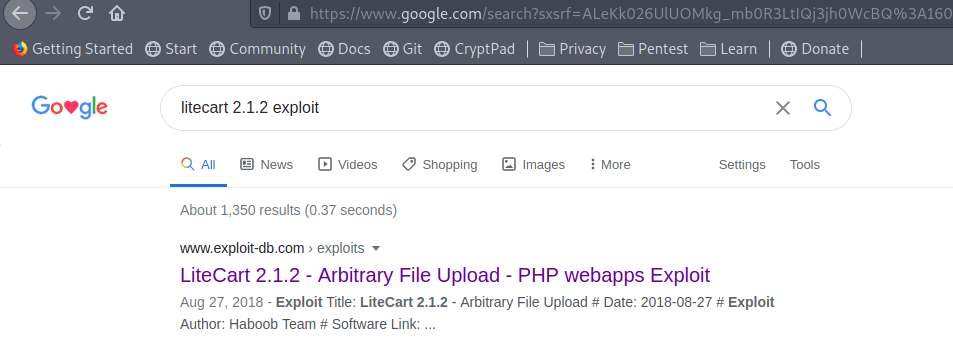 https://www.google.com/search?sxsrf=ALeKk026UlUOMkg_mb0R3LtIQj3jh0WcBQ%3A160
Getting Started Start Community Docs Git CryptPad Privacy Pentest Learn Donate
Google litecart 2.1.2 exploit
All News Videos Shopping Images More Settings Tools
About 1,350 results (0.37 seconds)
www.exploit-db.com › exploits
LiteCart 2.1.2 - Arbitrary File Upload - PHP webapps Exploit
Aug 27, 2018 - Exploit Title: LiteCart 2.1.2 - Arbitrary File Upload # Date: 2018-08-27 # Exploit
Author: Haboob Team # Software Link: ...